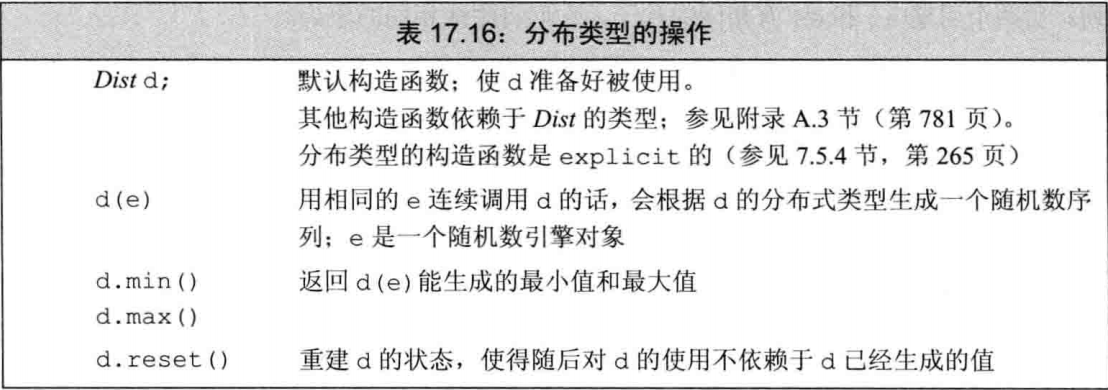 表 17.16：分布类型的操作
Dist d; 默认构造函数；使 d 准备好被使用。
其他构造函数依赖于 Dist 的类型；参见附录 A.3 节（第 781 页）。
分布类型的构造函数是 explicit 的（参见 7.5.4 节，第 265 页）
d(e) 用相同的 e 连续调用 d 的话，会根据 d 的分布式类型生成一个随机数序
列；e 是一个随机数引擎对象
d.min() 返回 d(e)能生成的最小值和最大值
d.max()
d.reset() 重建 d 的状态，使得随后对 d 的使用不依赖于 d 已经生成的值